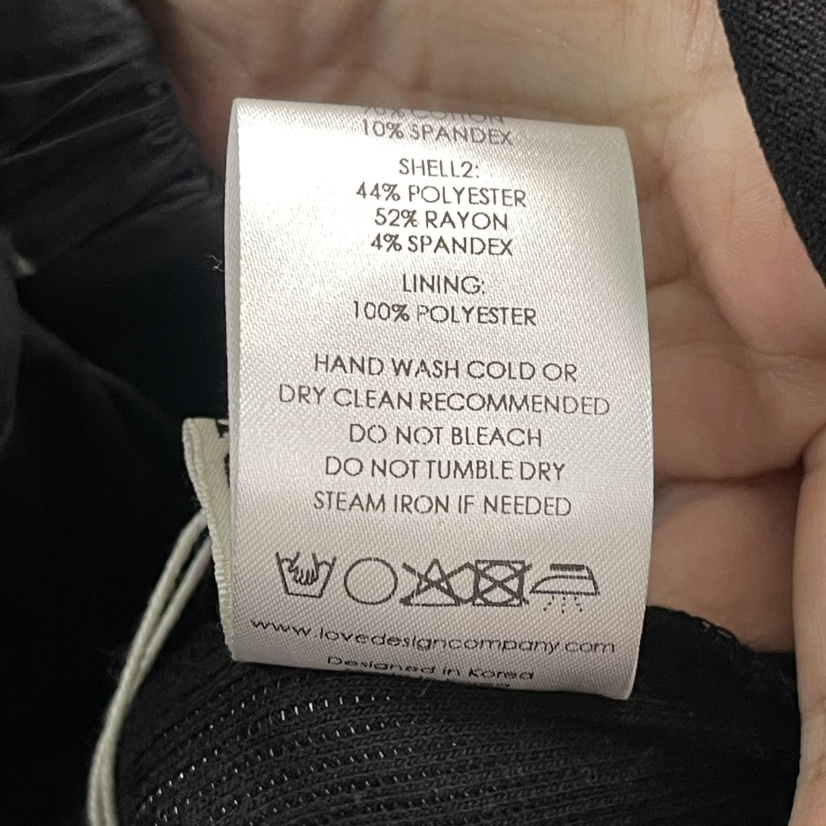 COTTON
10% SPANDEX
SHELL2:
44% POLYESTER
52% RAYON
4% SPANDEX
LINING:
100% POLYESTER
HAND WASH COLD OR
DRY CLEAN RECOMMENDED
DO NOT BLEACH
DO NOT TUMBLE DRY
STEAM IRON IF NEEDED
www.lovedesigncompany.com
Designed in Korea